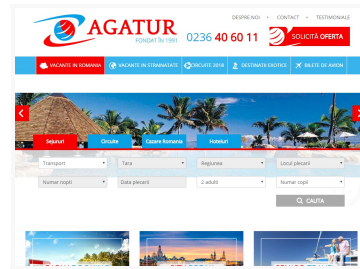 DESPRE NOI • CONTACT • TESTIMONIALE
AGATUR
FONDAT ÎN 1991
0236 40 60 11
SOLICITĂ OFERTA
VACANTE IN ROMANIA
VACANTE IN STRAINATATE
CIRCUITE 2018
DESTINATII EXOTICE
BILETE DE AVION
Sejururi
Circuite
Cazare Romania
Hoteluri
Transport
Tara
Regiunea
Locul plecarii
Numar nopti
Data plecarii
2 adulti
Numar copii
CAUTA